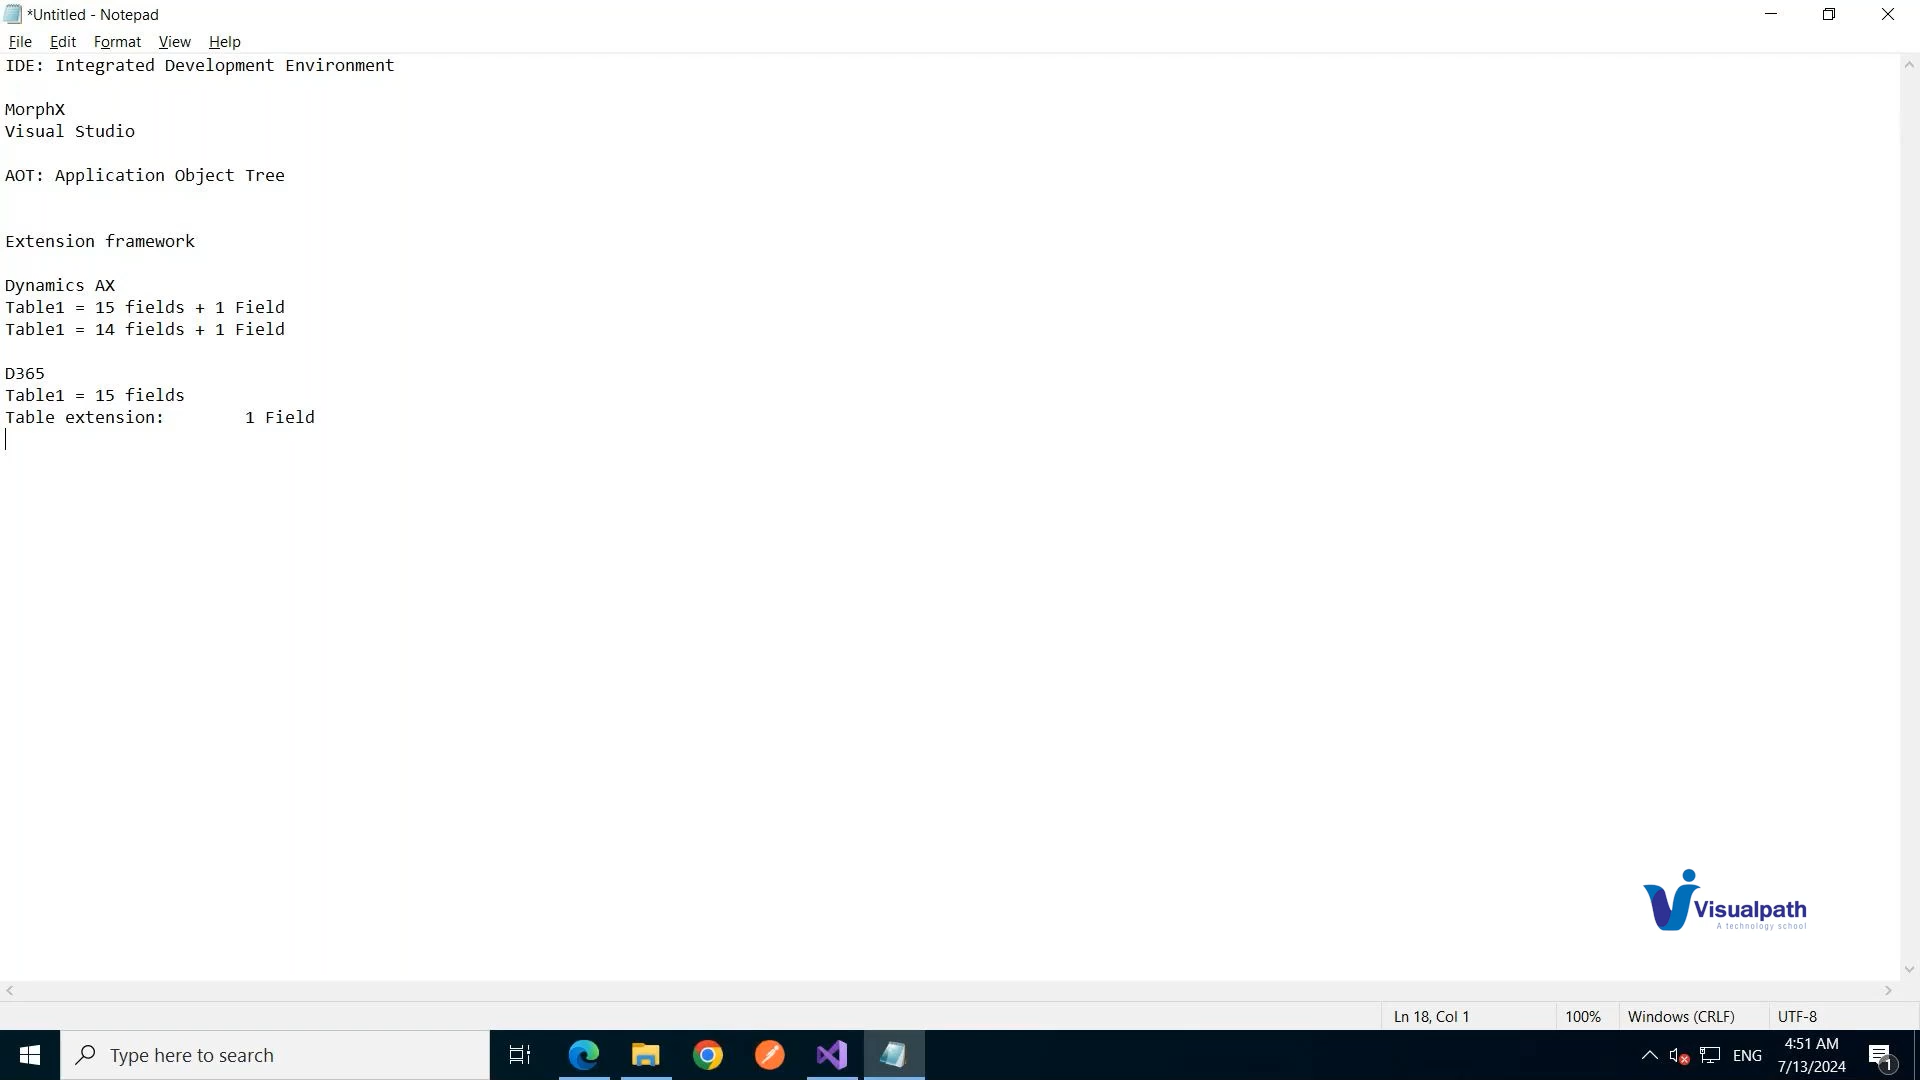 *Untitled - Notepad
File Edit Format View Help
IDE: Integrated Development Environment
MorphX
Visual Studio
AOT: Application Object Tree
Extension framework
Dynamics AX
Table1 = 15 fields + 1 Field
Table1 = 14 fields + 1 Field
D365
Table1 = 15 fields
Table extension: 1 Field
Visualpath
A technology school
Ln 18, Col 1 100% Windows (CRLF) UTF-8
Type here to search
ENG
4:51 AM
7/13/2024
1